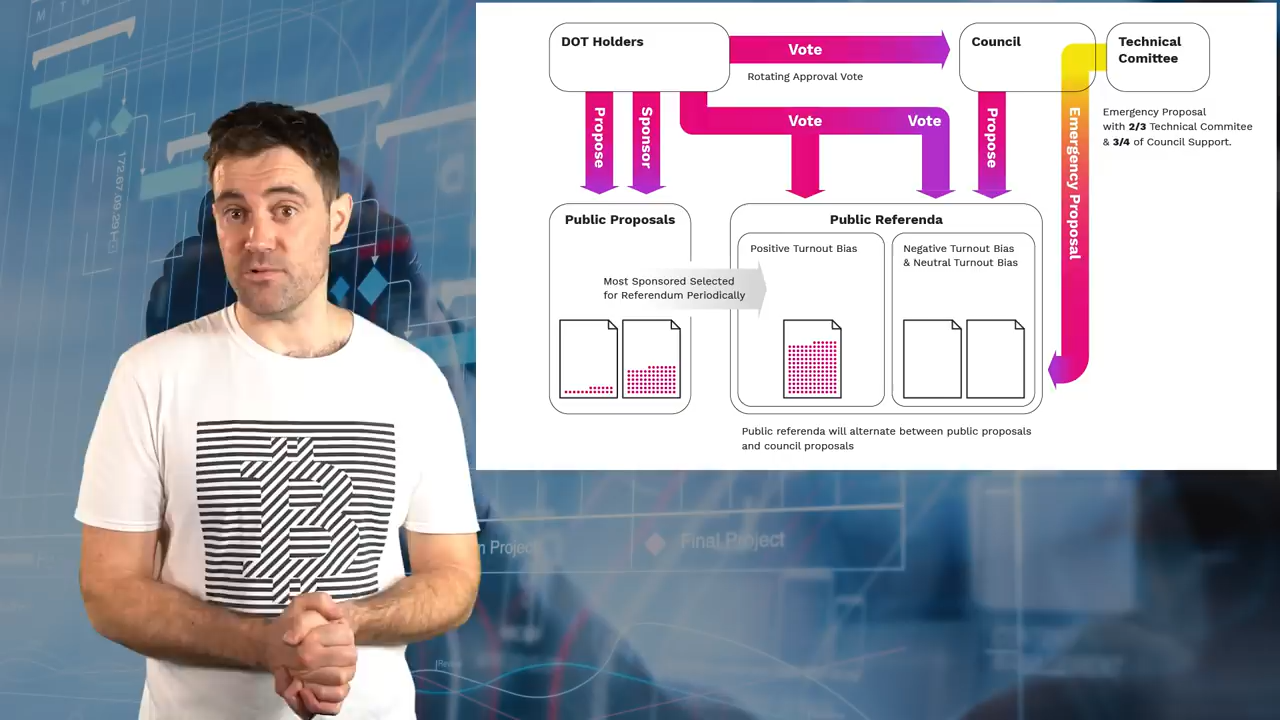 DOT Holders
Vote
Rotating Approval Vote
Council
Technical
Comittee
Propose
Sponsor
Vote
Vote
Propose
Emergency Proposal
Emergency Proposal
with 2/3 Technical Commitee
& 3/4 of Council Support.
Public Proposals
Most Sponsored Selected
for Referendum Periodically
Public Referenda
Positive Turnout Bias
Negative Turnout Bias
& Neutral Turnout Bias
Public referenda will alternate between public proposals
and council proposals
Project
Final Project